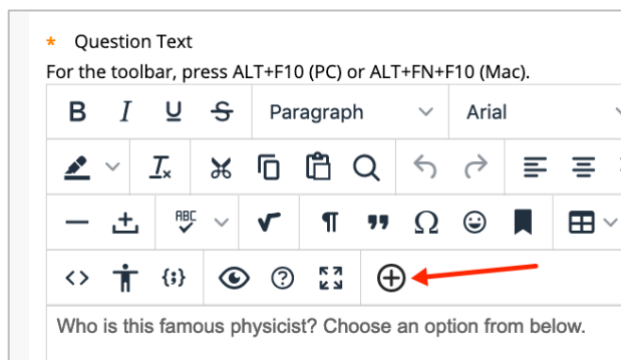 * Question Text
For the toolbar, press ALT+F10 (PC) or ALT+FN+F10 (Mac).
B I U S Paragraph Arial
ABC
Who is this famous physicist? Choose an option from below.